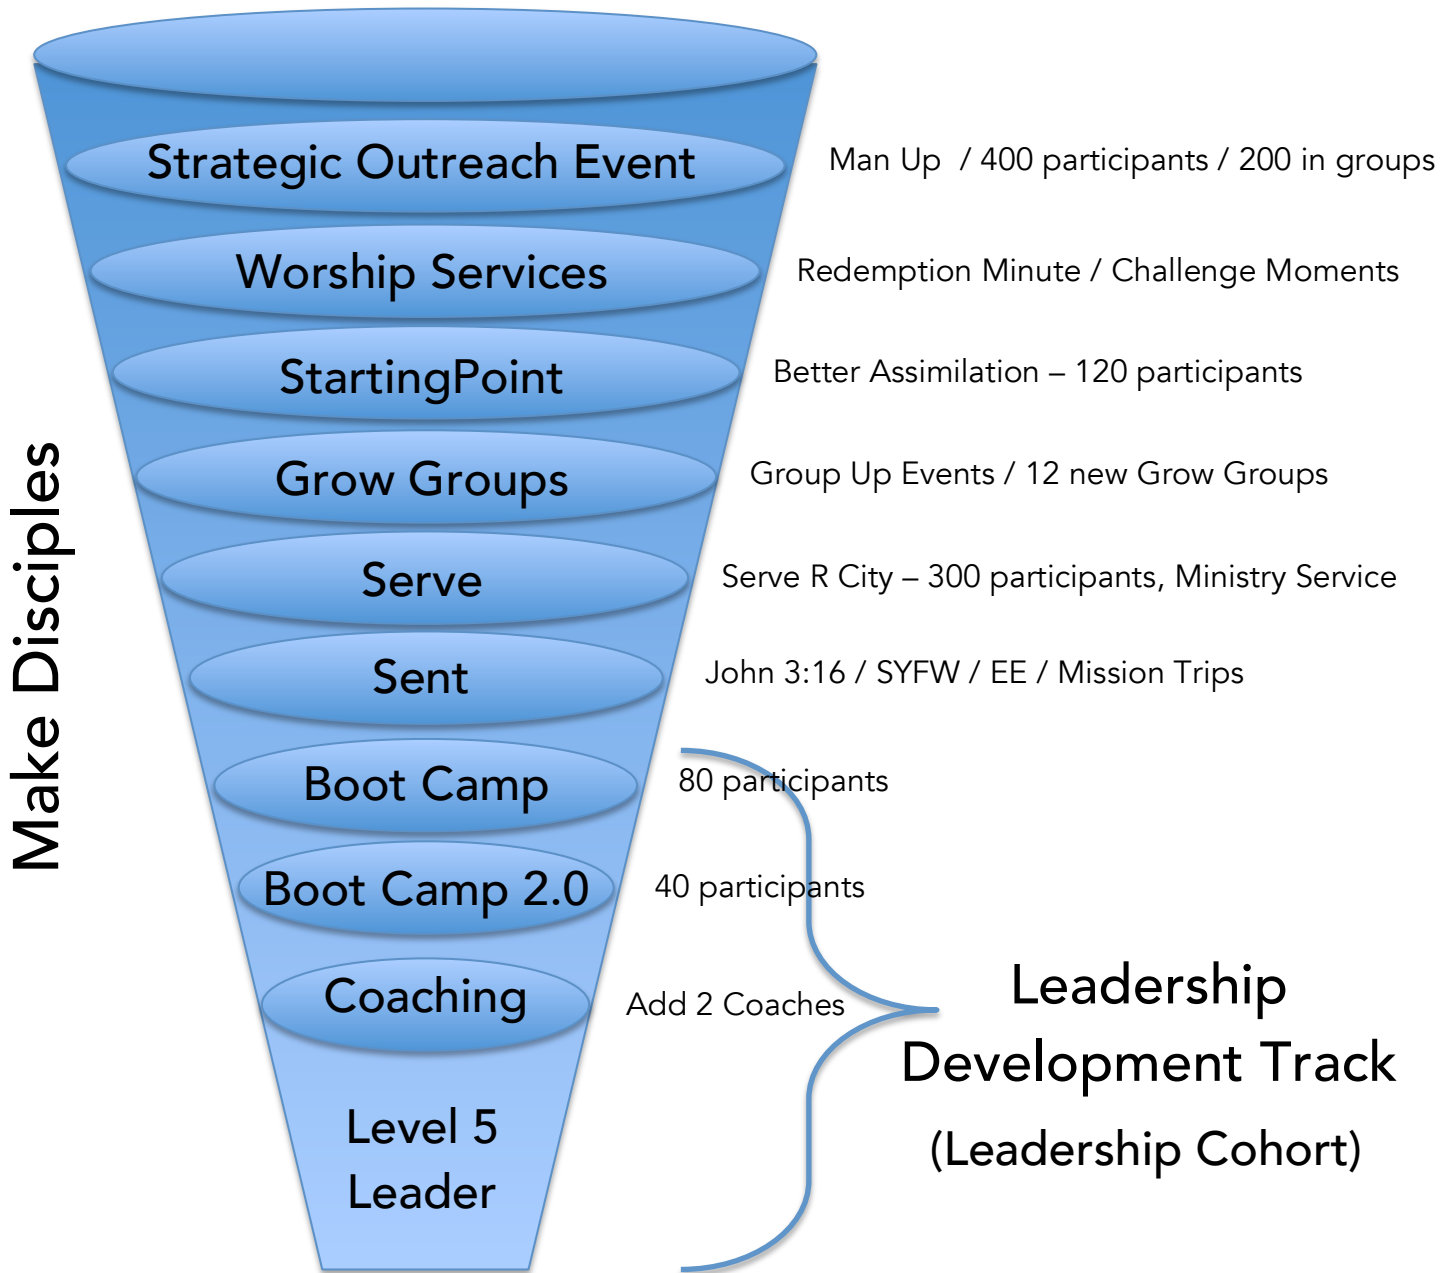 Make Disciples
Strategic Outreach Event
Man Up / 400 participants / 200 in groups
Worship Services
Redemption Minute / Challenge Moments
StartingPoint
Better Assimilation – 120 participants
Grow Groups
Group Up Events / 12 new Grow Groups
Serve
Serve R City – 300 participants, Ministry Service
Sent
John 3:16 / SYFW / EE / Mission Trips
Boot Camp
80 participants
Boot Camp 2.0
40 participants
Coaching
Add 2 Coaches
Level 5
Leader
Leadership
Development Track
(Leadership Cohort)